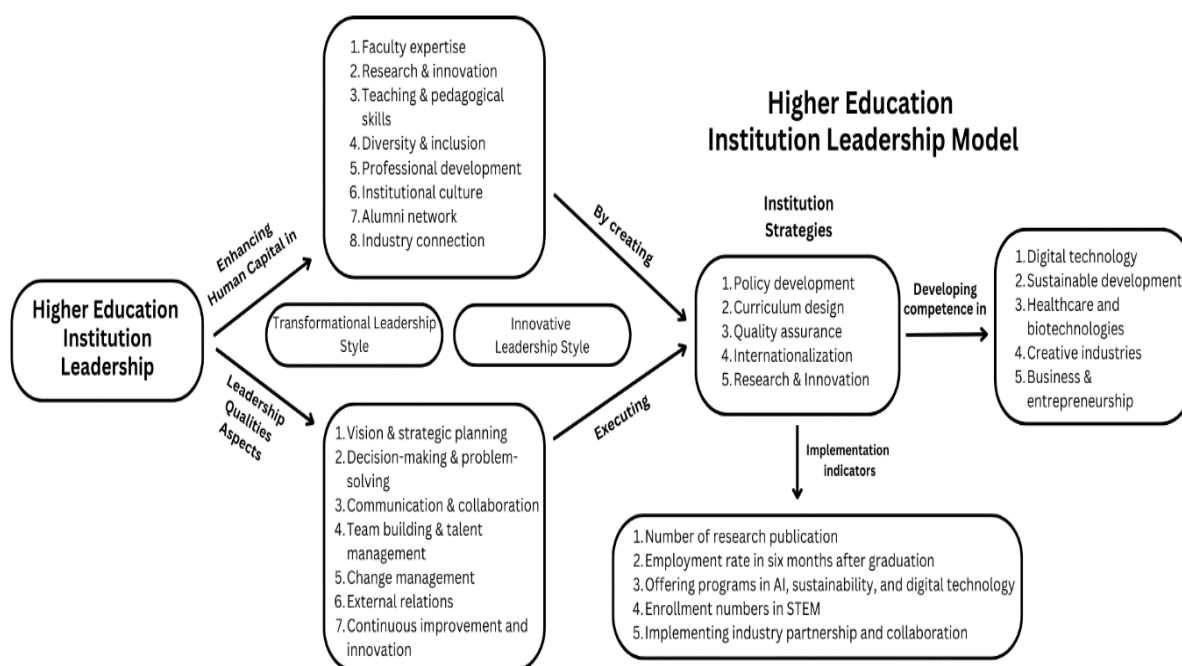 Higher Education
Institution Leadership Model
1. Faculty expertise
2. Research & innovation
3. Teaching & pedagogical
skills
4. Diversity & inclusion
5. Professional development
6. Institutional culture
7. Alumni network
8. Industry connection
Enhancing
Human Capital in
By creating
Higher Education
Institution
Leadership
Transformational Leadership
Style
Innovative
Leadership Style
Institution
Strategies
1. Policy development
2. Curriculum design
3. Quality assurance
4. Internationalization
5. Research & Innovation
Developing
competence in
1. Digital technology
2. Sustainable development
3. Healthcare and
biotechnologies
4. Creative industries
5. Business &
entrepreneurship
Leadership
Qualities
Aspects
Executing
1. Vision & strategic planning
2. Decision-making & problem-
solving
3. Communication & collaboration
4. Team building & talent
management
5. Change management
6. External relations
7. Continuous improvement and
innovation
Implementation
indicators
1. Number of research publication
2. Employment rate in six months after graduation
3. Offering programs in AI, sustainability, and digital technology
4. Enrollment numbers in STEM
5. Implementing industry partnership and collaboration